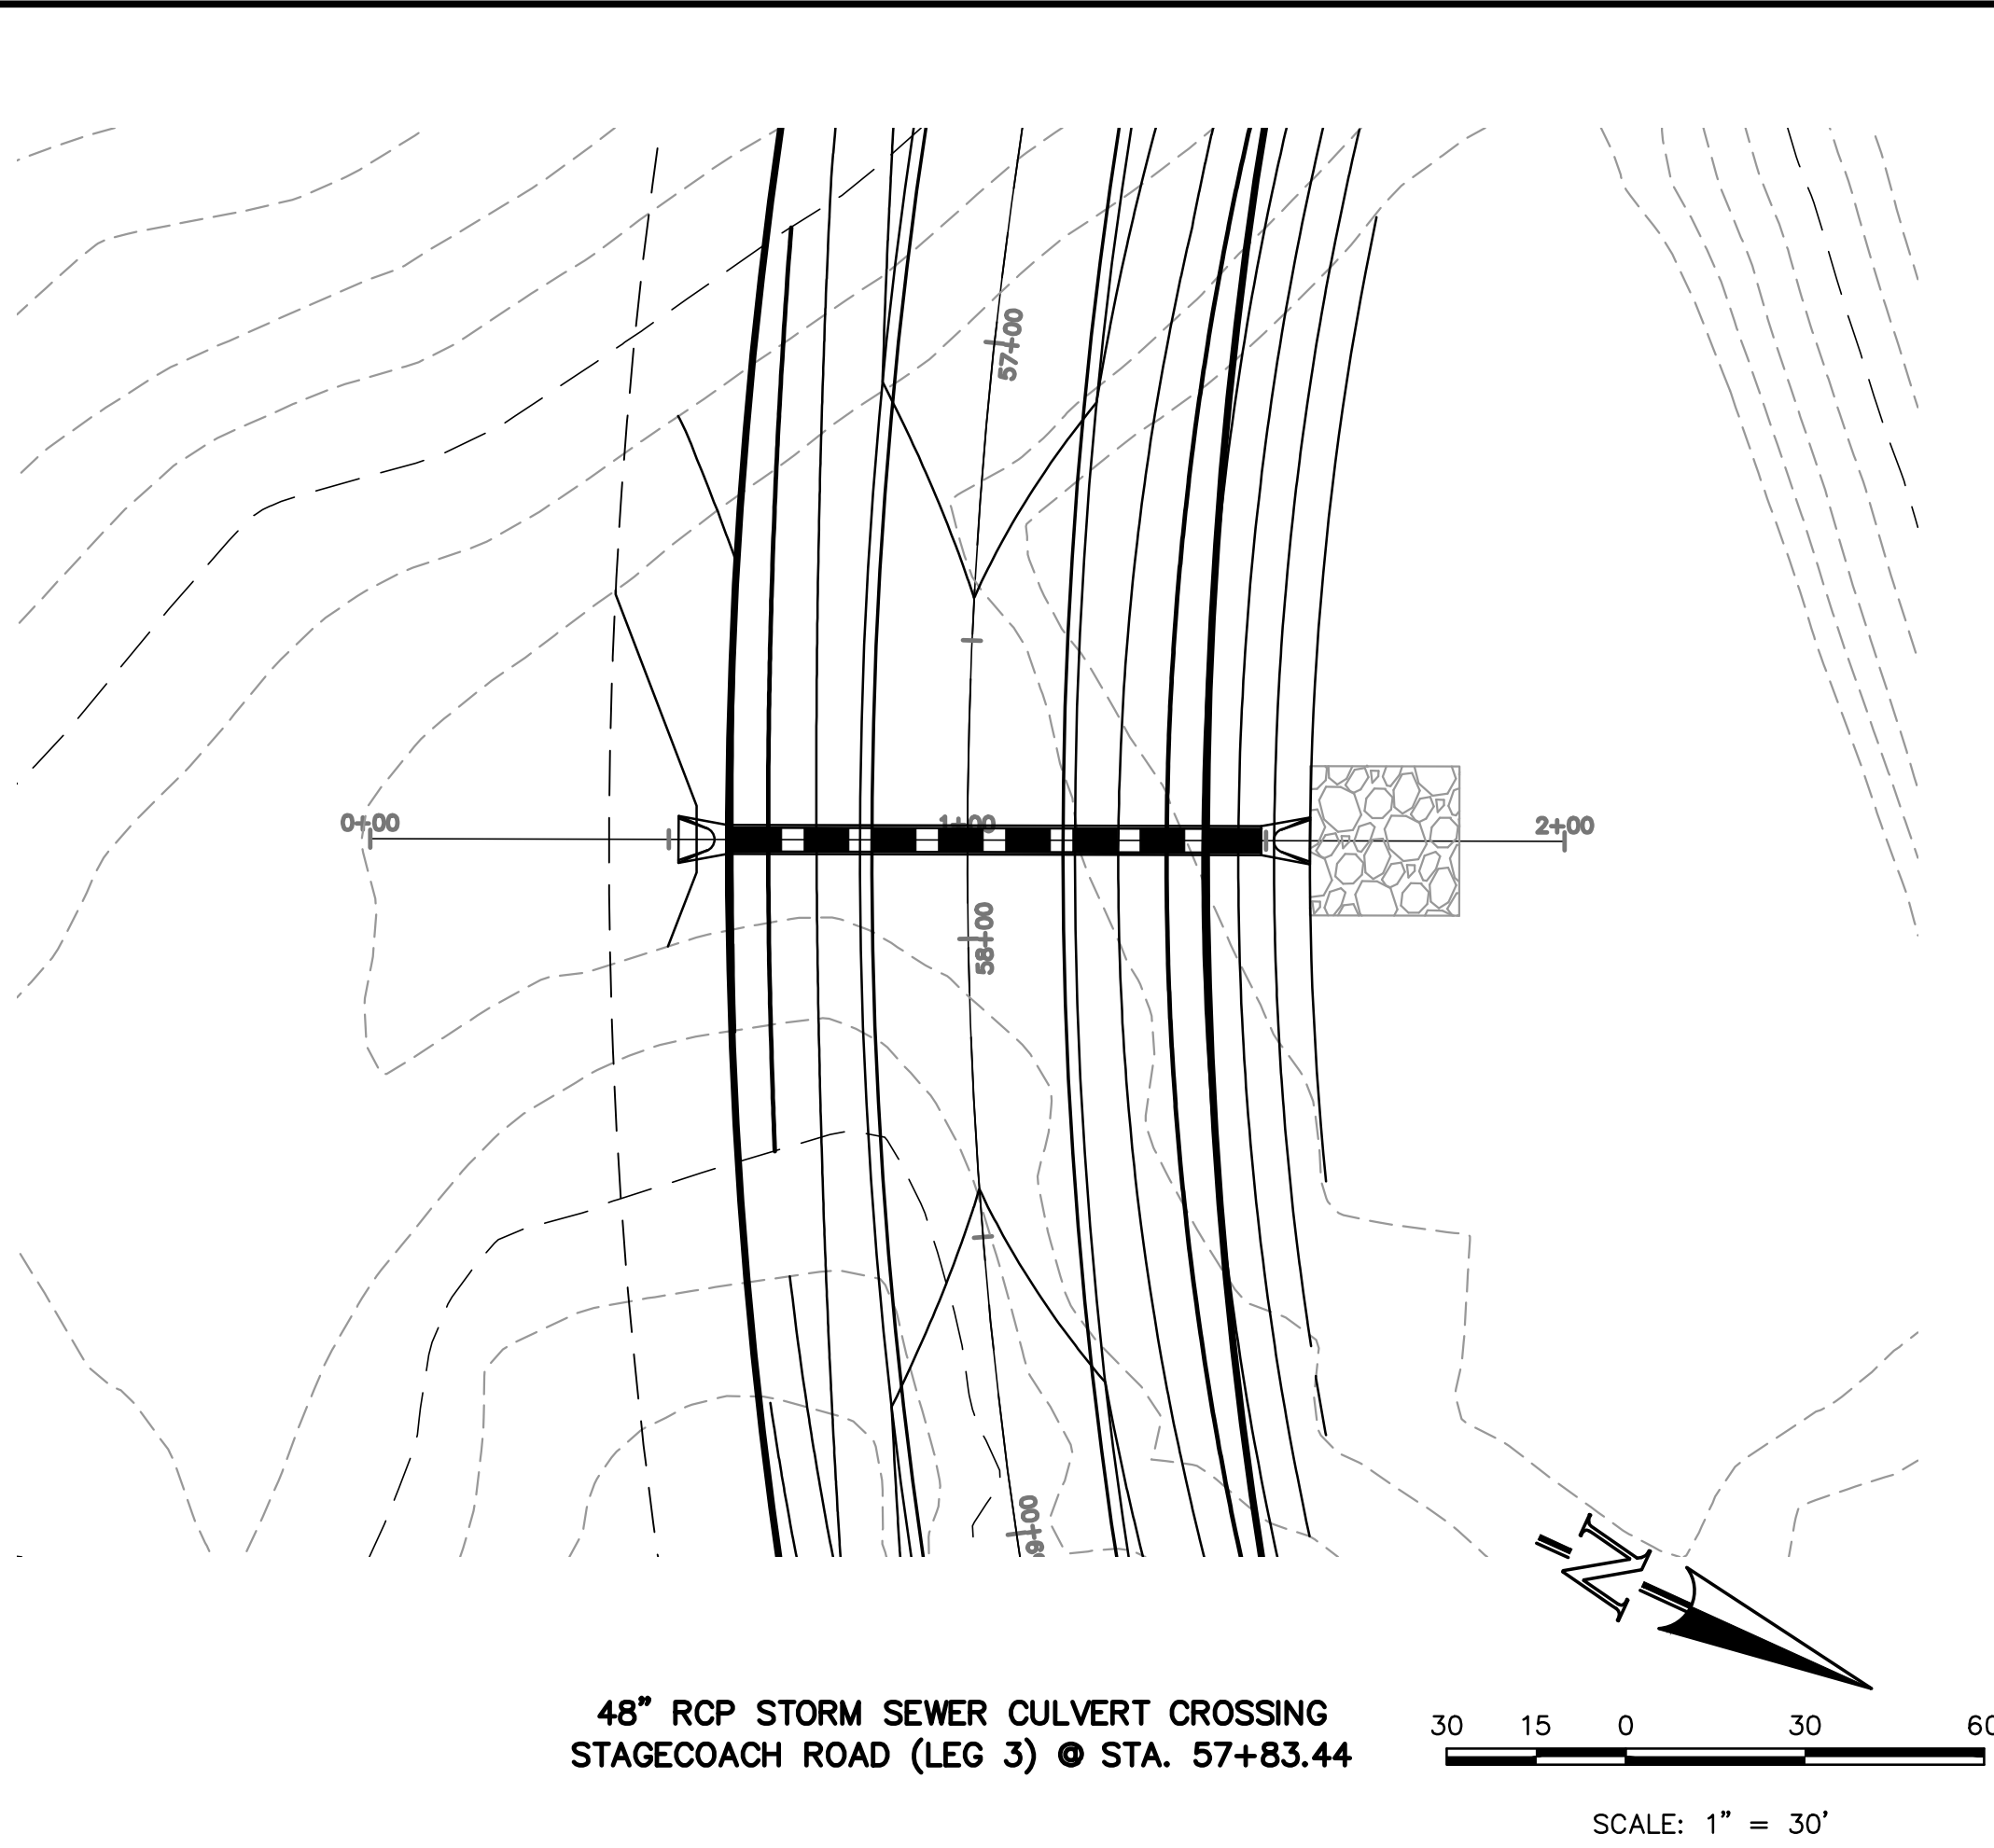 57+00
0+00
1+00
2+00
58+00
N
48” RCP STORM SEWER CULVERT CROSSING
STAGECOACH ROAD (LEG 3) @ STA. 57+83.44
30 15 0 30 60
SCALE: 1” = 30’